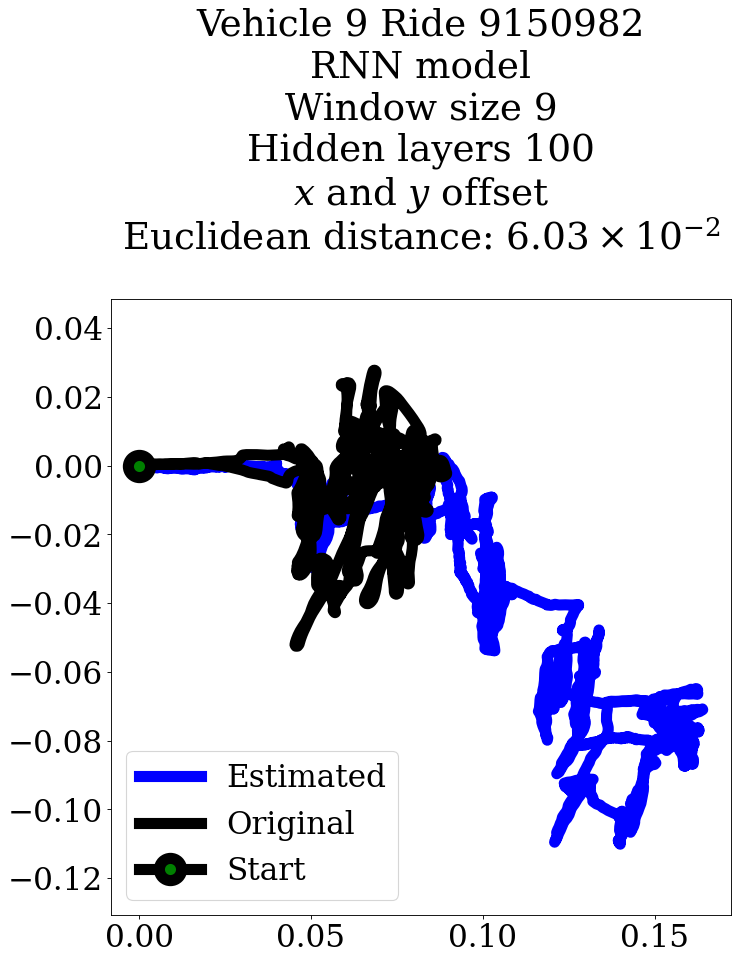 Vehicle 9 Ride 9150982
RNN model
Window size 9
Hidden layers 100
x and y offset
Euclidean distance: 6.03 × 10⁻²
0.04
0.02
0.00
−0.02
−0.04
−0.06
−0.08
−0.10
−0.12
Estimated
Original
Start
0.00 0.05 0.10 0.15